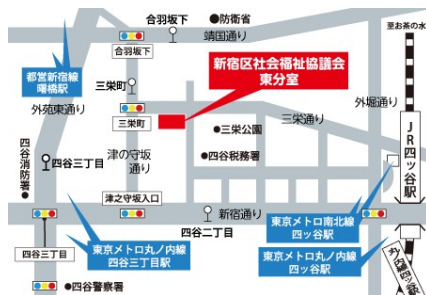 合羽坂下
●防衛省
至お茶の水
靖国通り
合羽坂下
都営新宿線
曙橋駅
新宿区社会福祉協議会
東分室
三栄町
外苑東通り
外堀通り
三栄町
●三栄公園
三栄通り
JR四ッ谷駅
四谷消防署●
四谷三丁目
津の守坂
通り
●四谷税務署
津之守坂入口
新宿通り
東京メトロ南北線
四ッ谷駅
四谷二丁目
四谷三丁目
東京メトロ丸ノ内線
四谷三丁目駅
東京メトロ丸ノ内線
四ッ谷駅
●四谷警察署